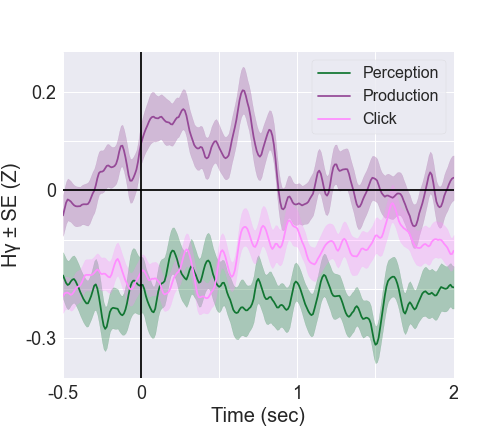 Perception
Production
Click
0.2
0
-0.3
Hγ ± SE (Z)
-0.5
0
1
2
Time (sec)